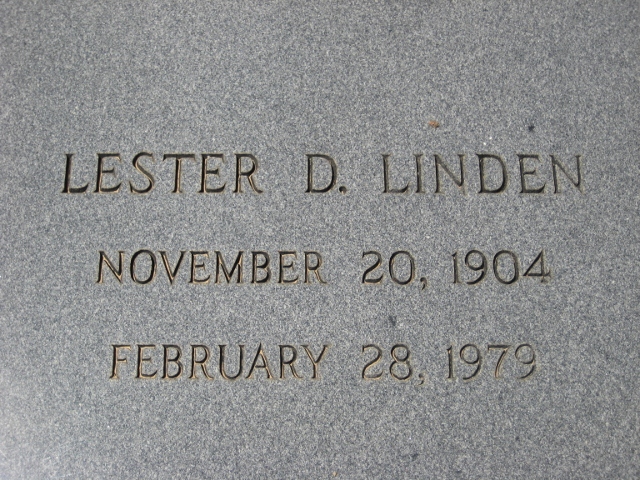 LESTER D. LINDEN
NOVEMBER 20, 1904
FEBRUARY 28, 1979